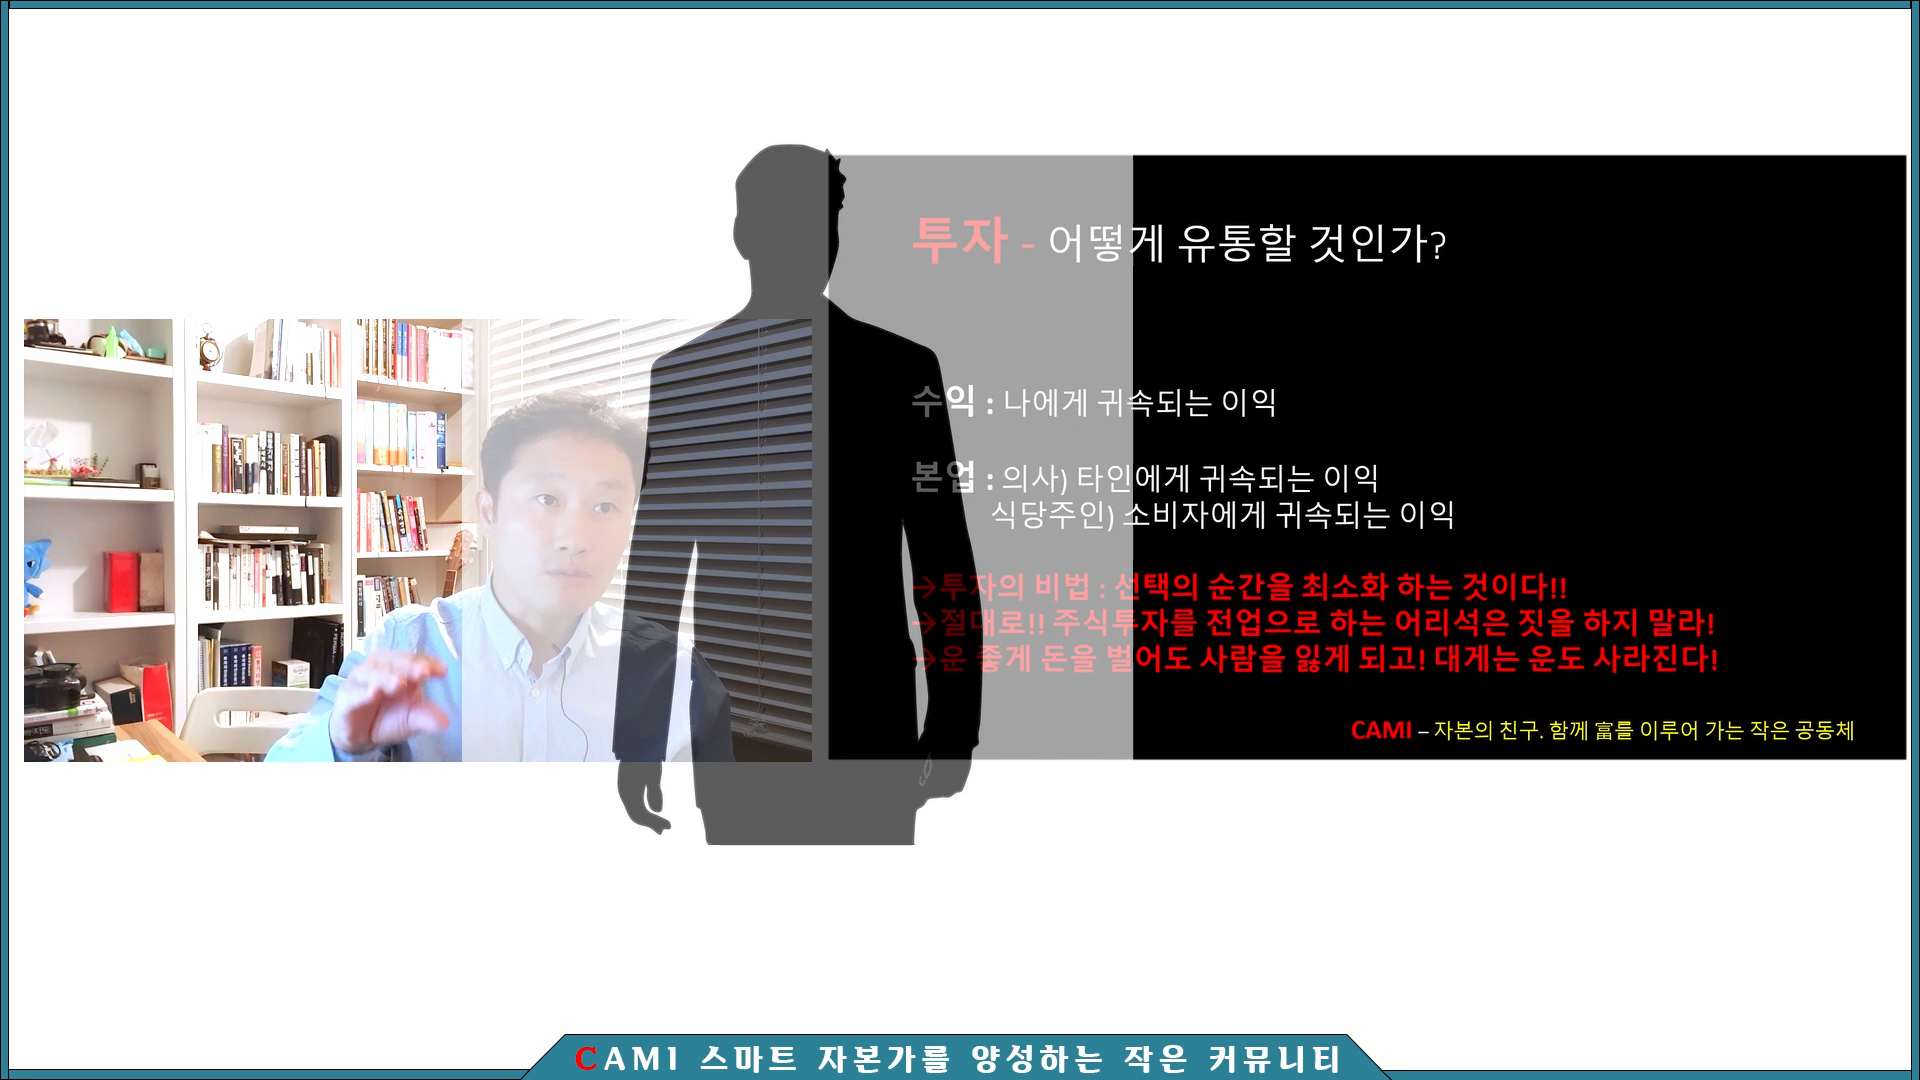 투자 - 어떻게 유통할 것인가?
수익 : 나에게 귀속되는 이익
본업 : 의사) 타인에게 귀속되는 이익
식당주인) 소비자에게 귀속되는 이익
→투자의 비법 : 선택의 순간을 최소화 하는 것이다!!
→절대로!! 주식투자를 전업으로 하는 어리석은 짓을 하지 말라!
→운 좋게 돈을 벌어도 사람을 잃게 되고! 대게는 운도 사라진다!
CAMI – 자본의 친구. 함께 富를 이루어 가는 작은 공동체
CAMI 스마트 자본가를 양성하는 작은 커뮤니티